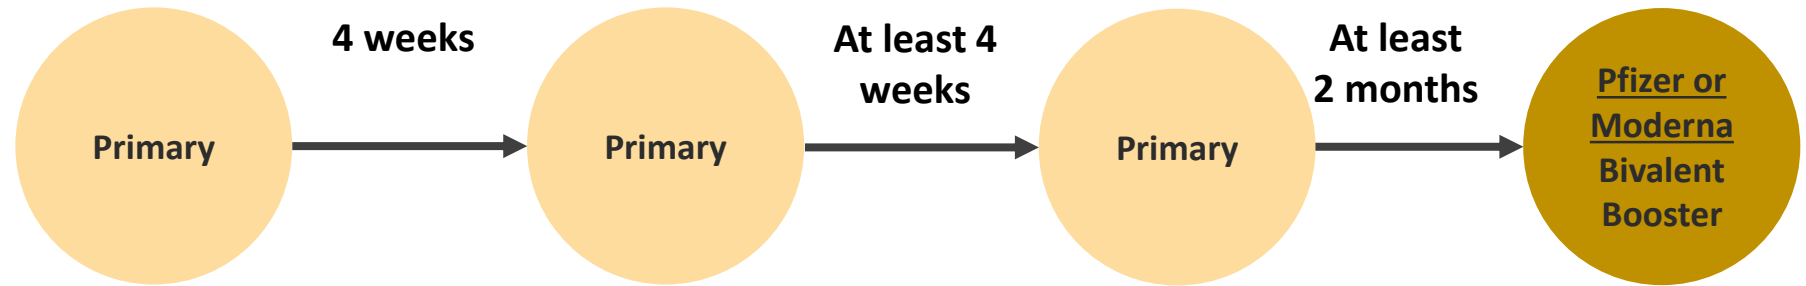 Primary
4 weeks
Primary
At least 4
weeks
Primary
At least
2 months
Pfizer or
Moderna
Bivalent
Booster